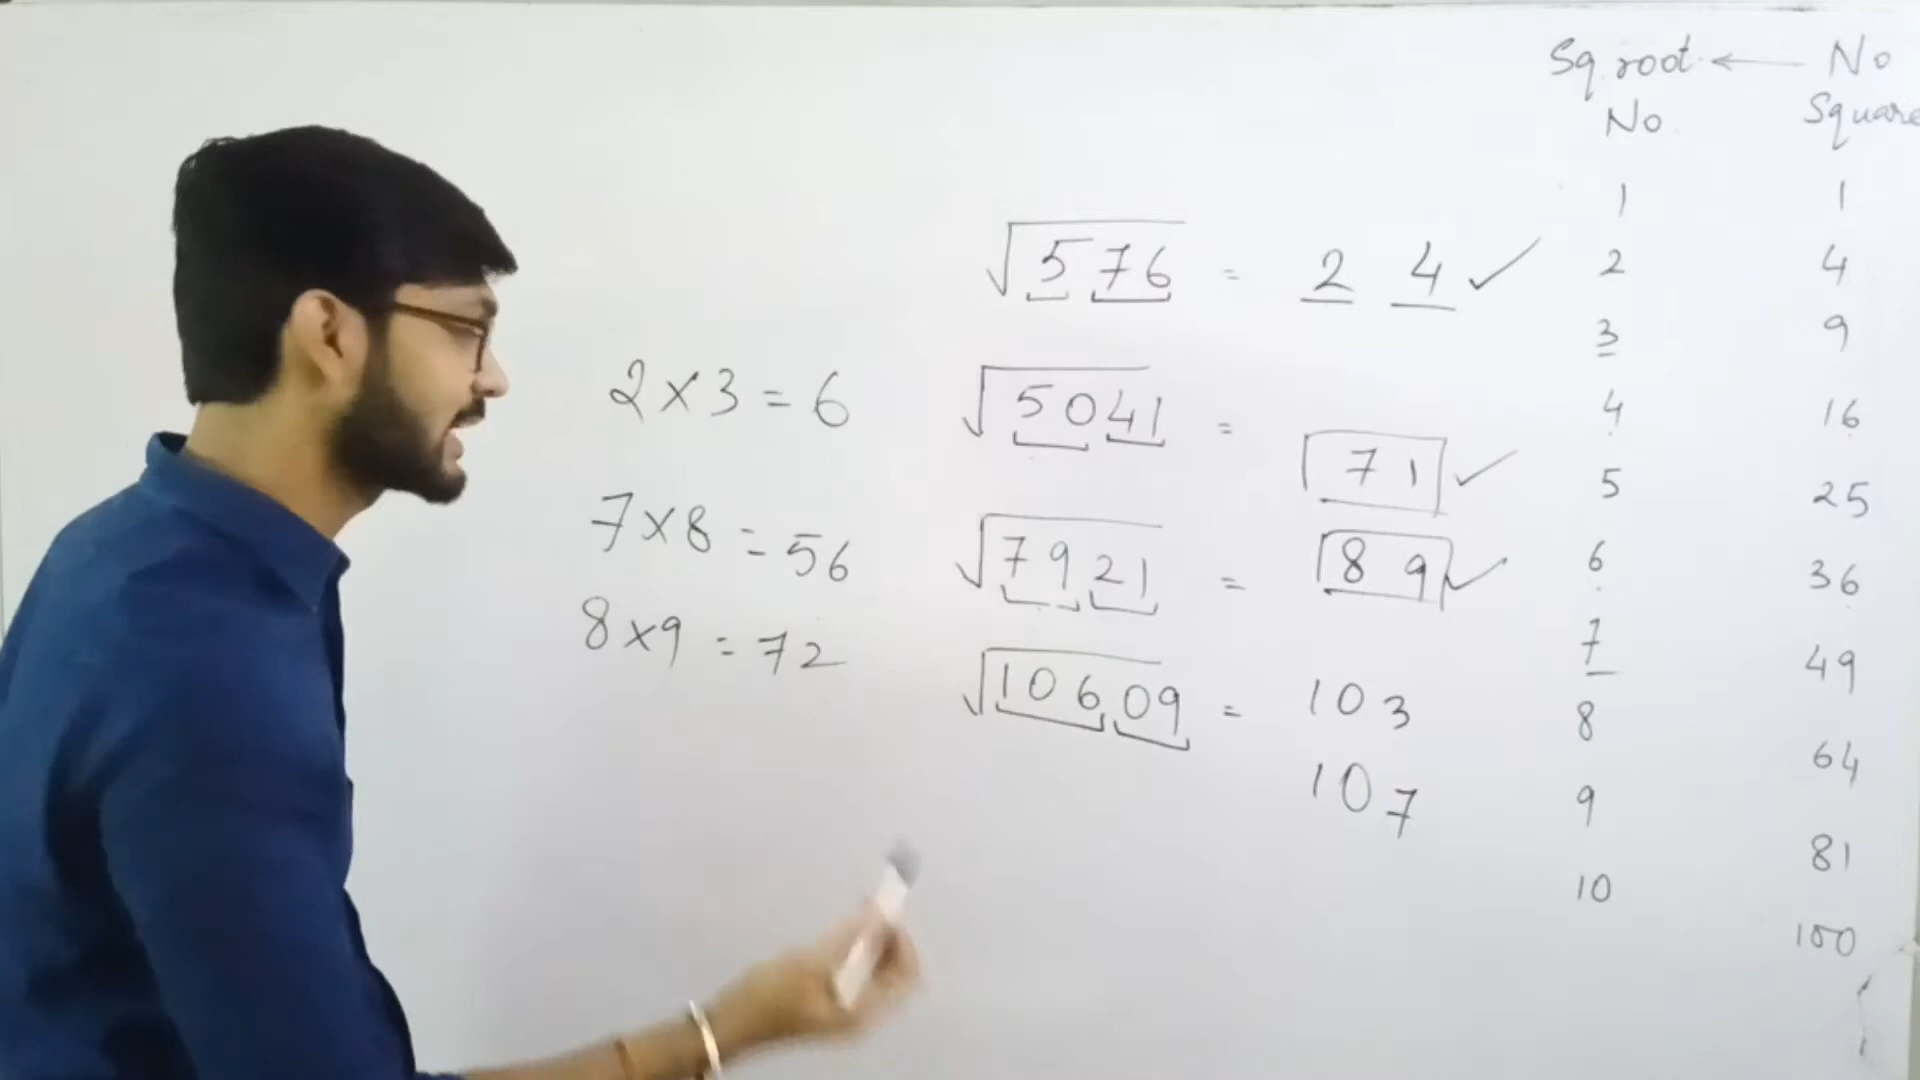 2 × 3 = 6
7 × 8 = 56
8 × 9 = 72
√576 = 2 4 ✓
√5041 = 71 ✓
√7921 = 89 ✓
√10609 = 103
107
Sq. root ← No
No Square
1 1
2 4
3 9
4 16
5 25
6 36
7 49
8 64
9 81
10 100